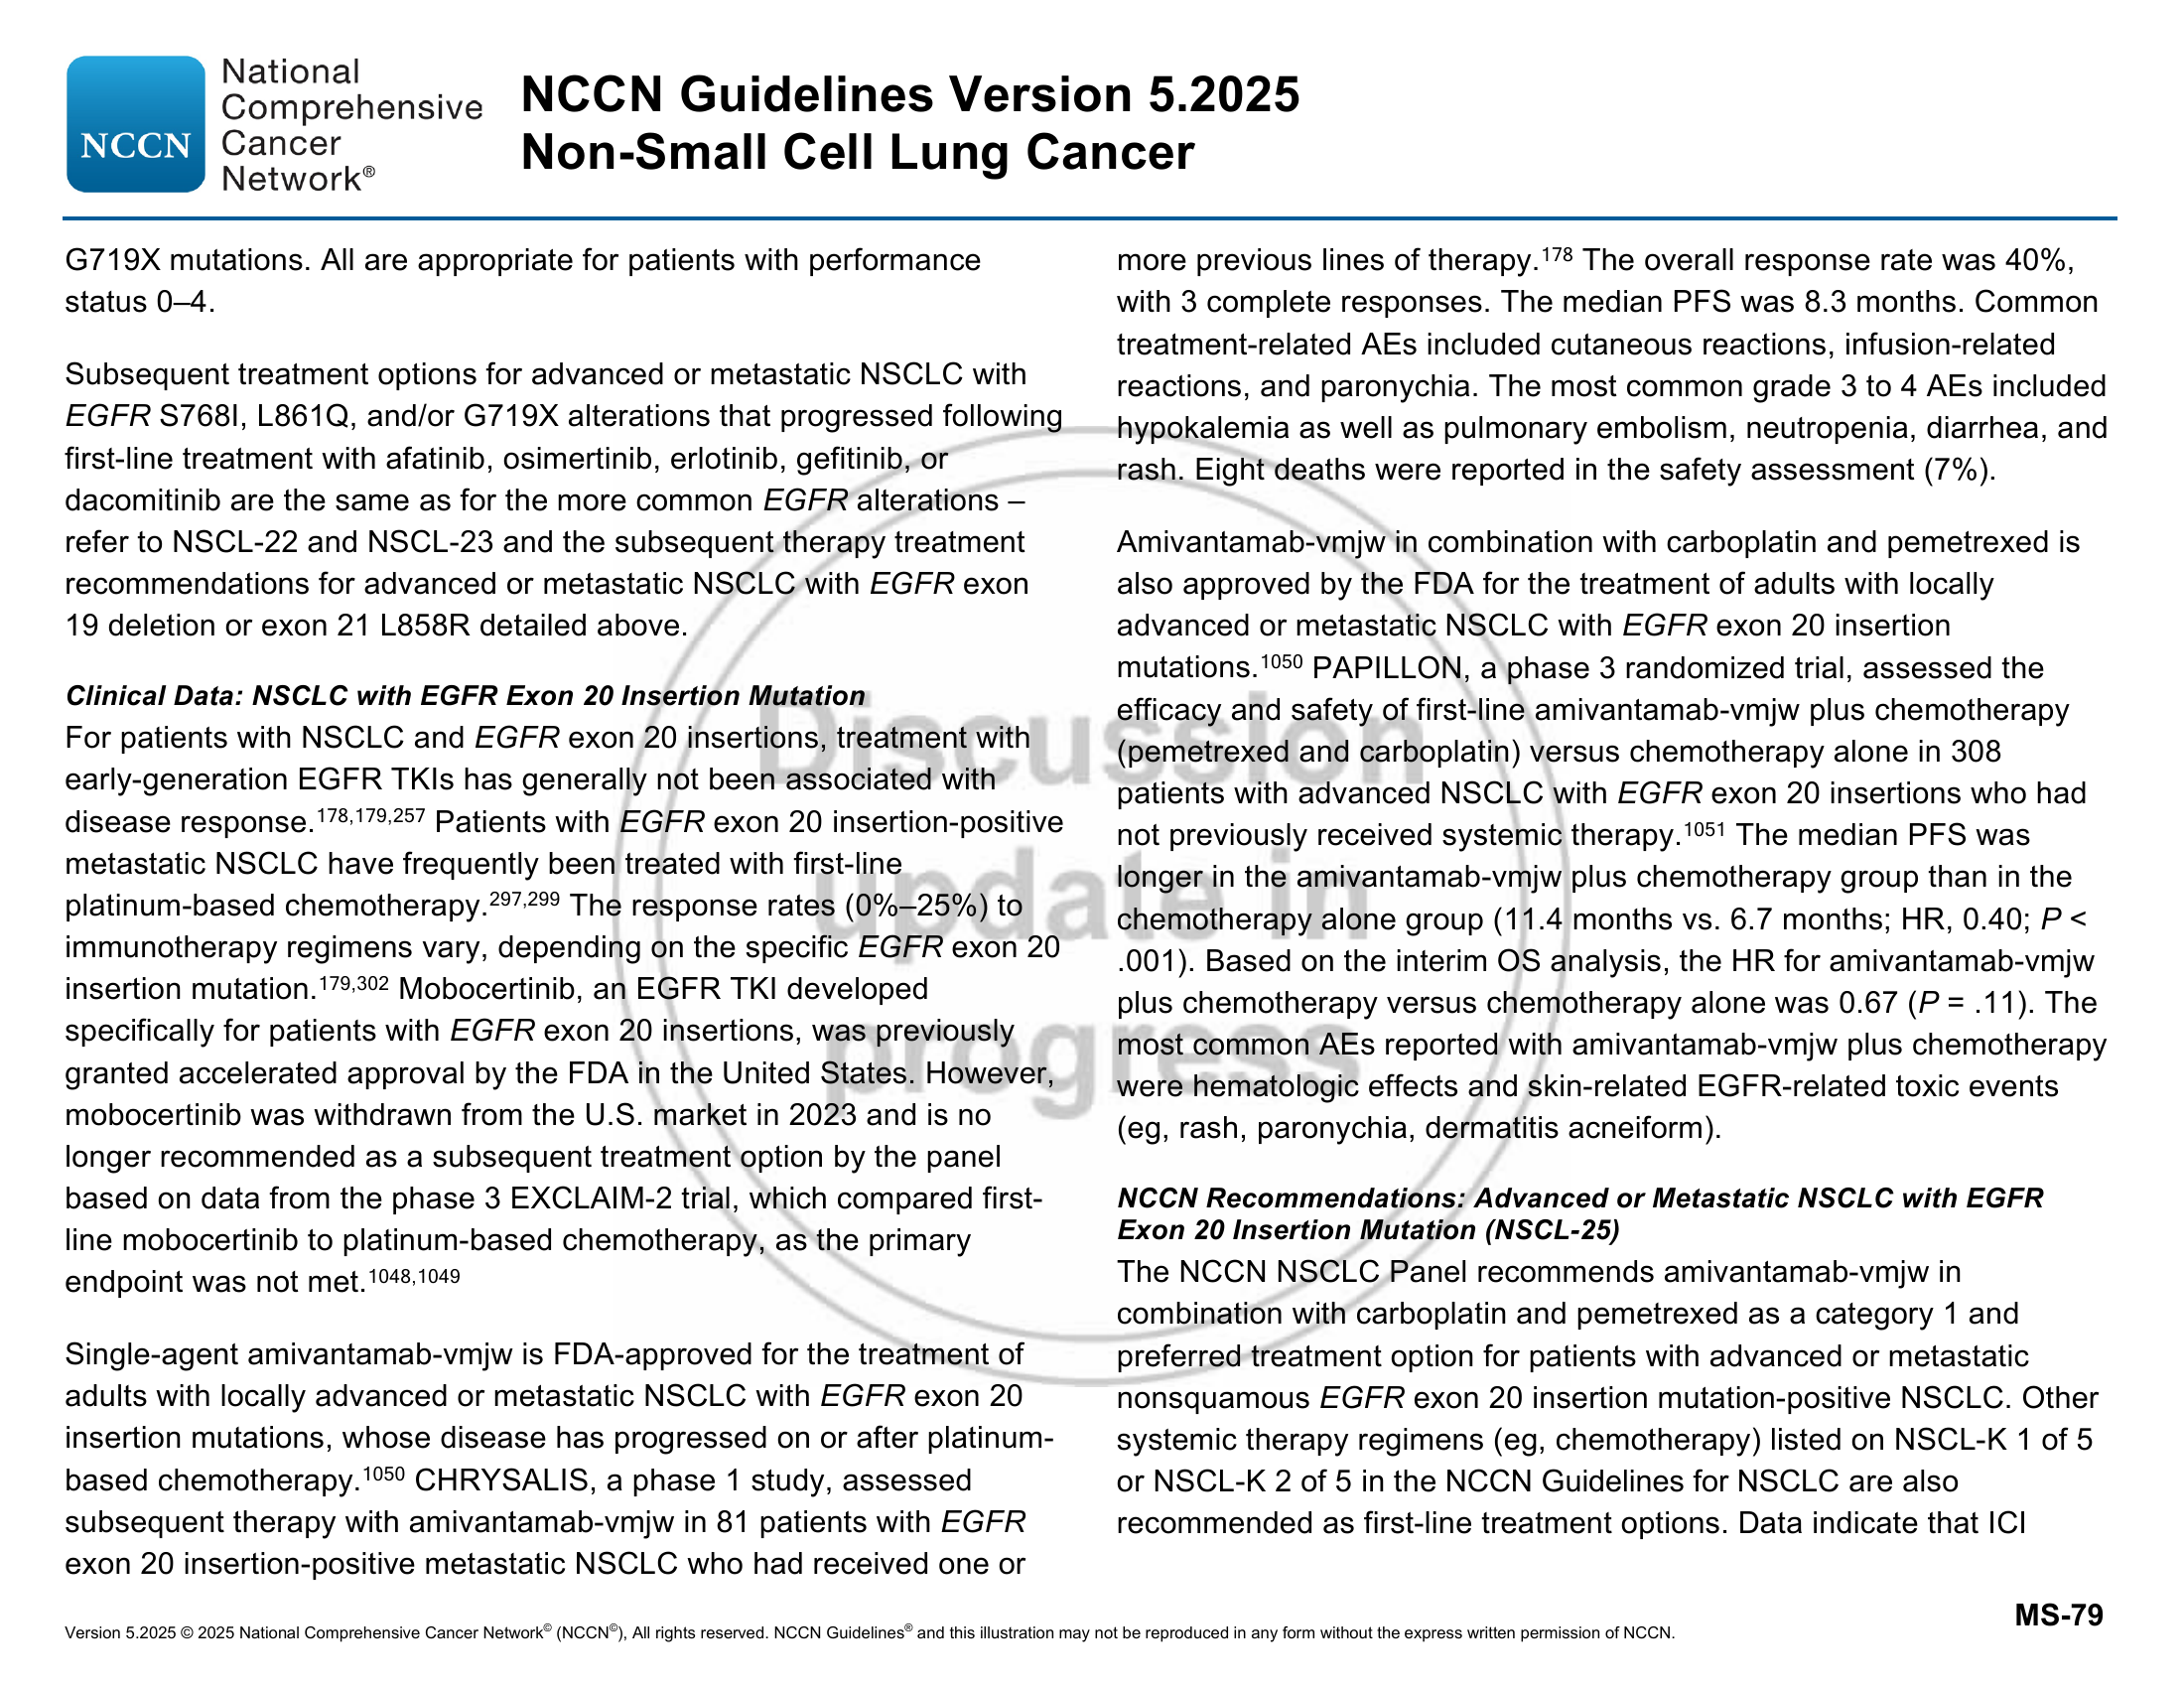 NCCN
National
Comprehensive
Cancer
Network®
NCCN Guidelines Version 5.2025
Non-Small Cell Lung Cancer
G719X mutations. All are appropriate for patients with performance
status 0–4.
Subsequent treatment options for advanced or metastatic NSCLC with
EGFR S768I, L861Q, and/or G719X alterations that progressed following
first-line treatment with afatinib, osimertinib, erlotinib, gefitinib, or
dacomitinib are the same as for the more common EGFR alterations –
refer to NSCL-22 and NSCL-23 and the subsequent therapy treatment
recommendations for advanced or metastatic NSCLC with EGFR exon
19 deletion or exon 21 L858R detailed above.
Clinical Data: NSCLC with EGFR Exon 20 Insertion Mutation
For patients with NSCLC and EGFR exon 20 insertions, treatment with
early-generation EGFR TKIs has generally not been associated with
disease response.178,179,257 Patients with EGFR exon 20 insertion-positive
metastatic NSCLC have frequently been treated with first-line
platinum-based chemotherapy.297,299 The response rates (0%–25%) to
immunotherapy regimens vary, depending on the specific EGFR exon 20
insertion mutation.179,302 Mobocertinib, an EGFR TKI developed
specifically for patients with EGFR exon 20 insertions, was previously
granted accelerated approval by the FDA in the United States. However,
mobocertinib was withdrawn from the U.S. market in 2023 and is no
longer recommended as a subsequent treatment option by the panel
based on data from the phase 3 EXCLAIM-2 trial, which compared first-
line mobocertinib to platinum-based chemotherapy, as the primary
endpoint was not met.1048,1049
Single-agent amivantamab-vmjw is FDA-approved for the treatment of
adults with locally advanced or metastatic NSCLC with EGFR exon 20
insertion mutations, whose disease has progressed on or after platinum-
based chemotherapy.1050 CHRYSALIS, a phase 1 study, assessed
subsequent therapy with amivantamab-vmjw in 81 patients with EGFR
exon 20 insertion-positive metastatic NSCLC who had received one or
more previous lines of therapy.178 The overall response rate was 40%,
with 3 complete responses. The median PFS was 8.3 months. Common
treatment-related AEs included cutaneous reactions, infusion-related
reactions, and paronychia. The most common grade 3 to 4 AEs included
hypokalemia as well as pulmonary embolism, neutropenia, diarrhea, and
rash. Eight deaths were reported in the safety assessment (7%).
Amivantamab-vmjw in combination with carboplatin and pemetrexed is
also approved by the FDA for the treatment of adults with locally
advanced or metastatic NSCLC with EGFR exon 20 insertion
mutations.1050 PAPILLON, a phase 3 randomized trial, assessed the
efficacy and safety of first-line amivantamab-vmjw plus chemotherapy
(pemetrexed and carboplatin) versus chemotherapy alone in 308
patients with advanced NSCLC with EGFR exon 20 insertions who had
not previously received systemic therapy.1051 The median PFS was
longer in the amivantamab-vmjw plus chemotherapy group than in the
chemotherapy alone group (11.4 months vs. 6.7 months; HR, 0.40; P <
.001). Based on the interim OS analysis, the HR for amivantamab-vmjw
plus chemotherapy versus chemotherapy alone was 0.67 (P = .11). The
most common AEs reported with amivantamab-vmjw plus chemotherapy
were hematologic effects and skin-related EGFR-related toxic events
(eg, rash, paronychia, dermatitis acneiform).
NCCN Recommendations: Advanced or Metastatic NSCLC with EGFR
Exon 20 Insertion Mutation (NSCL-25)
The NCCN NSCLC Panel recommends amivantamab-vmjw in
combination with carboplatin and pemetrexed as a category 1 and
preferred treatment option for patients with advanced or metastatic
nonsquamous EGFR exon 20 insertion mutation-positive NSCLC. Other
systemic therapy regimens (eg, chemotherapy) listed on NSCL-K 1 of 5
or NSCL-K 2 of 5 in the NCCN Guidelines for NSCLC are also
recommended as first-line treatment options. Data indicate that ICI
Discussion
update in
progress
MS-79
Version 5.2025 © 2025 National Comprehensive Cancer Network© (NCCN©), All rights reserved. NCCN Guidelines® and this illustration may not be reproduced in any form without the express written permission of NCCN.